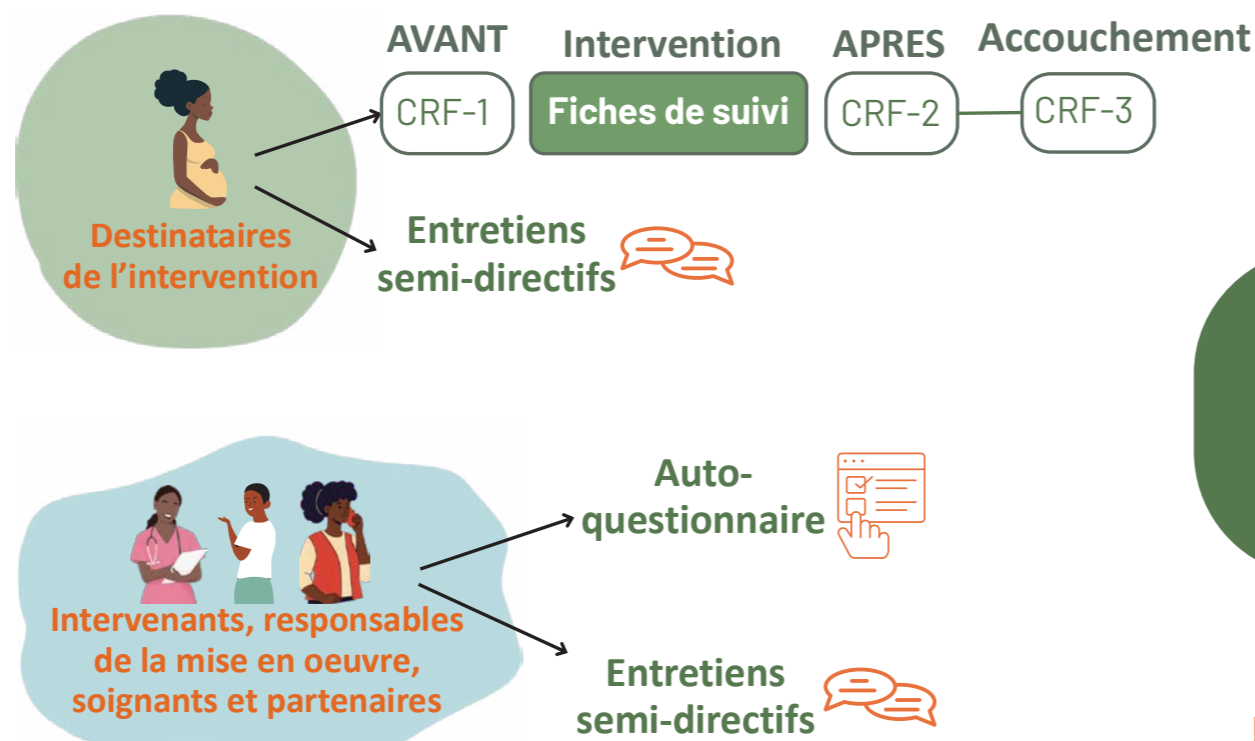 AVANT Intervention APRES Accouchement
CRF-1 Fiches de suivi CRF-2 CRF-3
Destinataires
de l’intervention
Entretiens
semi-directifs
Auto-
questionnaire
Intervenants, responsables
de la mise en oeuvre,
soignants et partenaires
Entretiens
semi-directifs